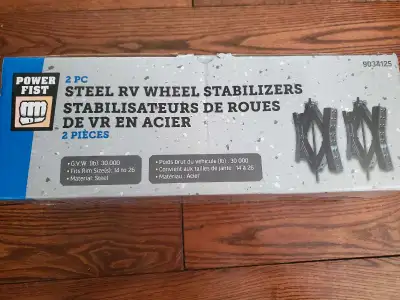 9034125
POWER
FIST
2 PC
STEEL RV WHEEL STABILIZERS
STABILISATEURS DE ROUES
DE VR EN ACIER
2 PIÈCES
• G.V.W. (lb): 30 000
• Fits Rim Size(s): 14 to 26
• Material: Steel
• Poids brut du véhicule (lb) : 30 000
• Convient aux tailles de jante : 14 à 26
• Matériau : Acier